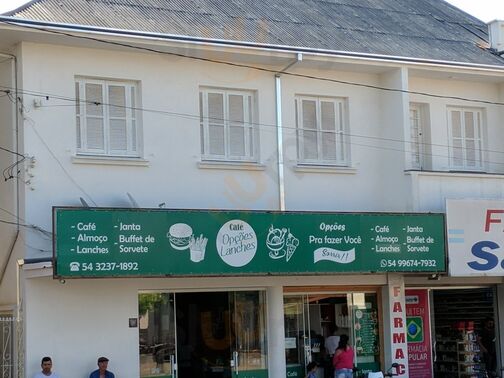 - Café
- Almoço
- Lanches
- Janta
- Buffet de
Sorvete
54 3237-1892
Café
Opções
Lanches
Opções
Pra fazer Você
Sorrir!!
- Café
- Almoço
- Lanches
- Janta
- Buffet de
Sorvete
54 99674-7932
F
S
FARMAC